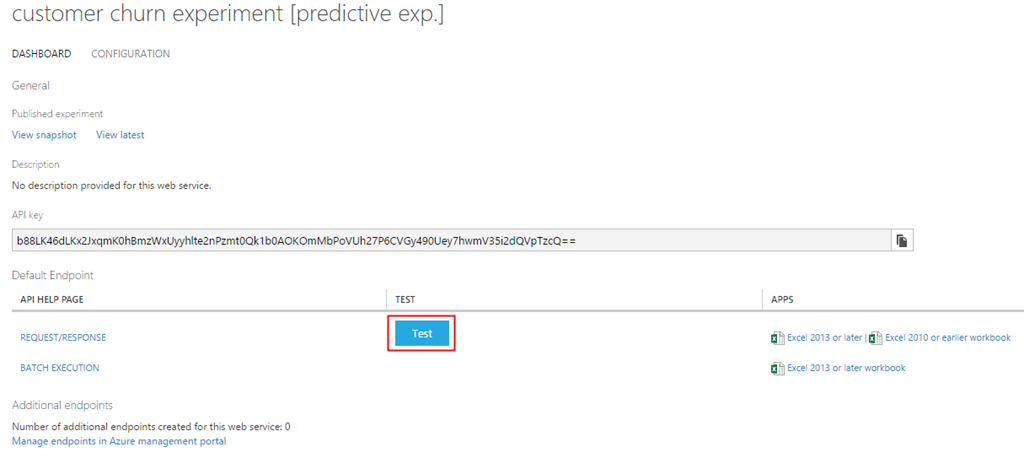 customer churn experiment [predictive exp.]
DASHBOARD CONFIGURATION
General
Published experiment
View snapshot View latest
Description
No description provided for this web service.
API key
b88LK46dLKx2JxqmK0hBmzWxUyyhlte2nPzmt0Qk1b0AOKOmMbPoVUh27P6CVGy490Uey7hwmV35i2dQVpTzcQ==
Default Endpoint
API HELP PAGE TEST APPS
REQUEST/RESPONSE Test Excel 2013 or later | Excel 2010 or earlier workbook
BATCH EXECUTION Excel 2013 or later workbook
Additional endpoints
Number of additional endpoints created for this web service: 0
Manage endpoints in Azure management portal